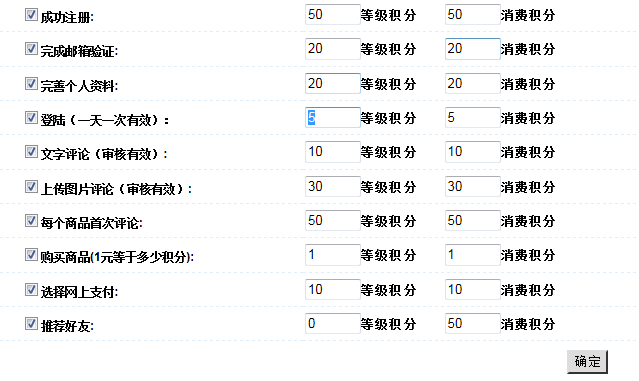 成功注册: 50 等级积分 50 消费积分
完成邮箱验证: 20 等级积分 20 消费积分
完善个人资料: 20 等级积分 20 消费积分
登陆（一天一次有效）： 5 等级积分 5 消费积分
文字评论（审核有效）: 10 等级积分 10 消费积分
上传图片评论（审核有效）: 30 等级积分 30 消费积分
每个商品首次评论: 50 等级积分 50 消费积分
购买商品(1元等于多少积分): 1 等级积分 1 消费积分
选择网上支付: 10 等级积分 10 消费积分
推荐好友: 0 等级积分 50 消费积分
确定